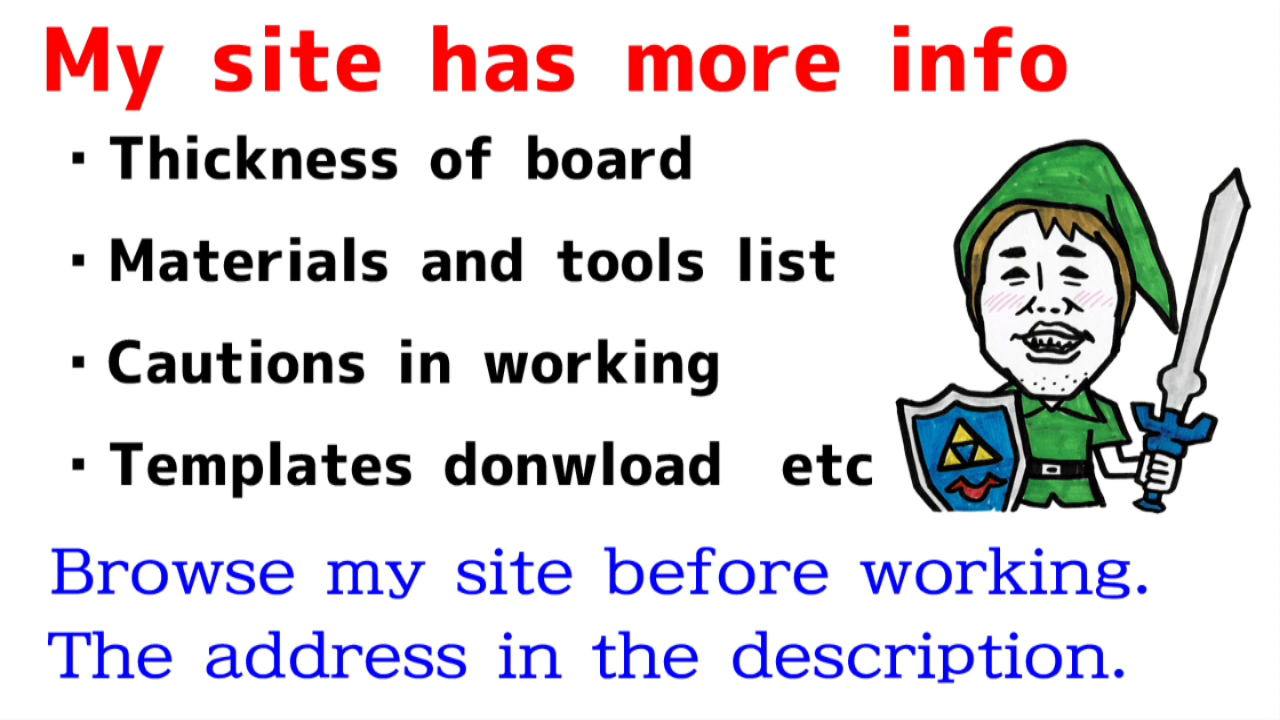 My site has more info
・Thickness of board
・Materials and tools list
・Cautions in working
・Templates donwload etc
Browse my site before working.
The address in the description.